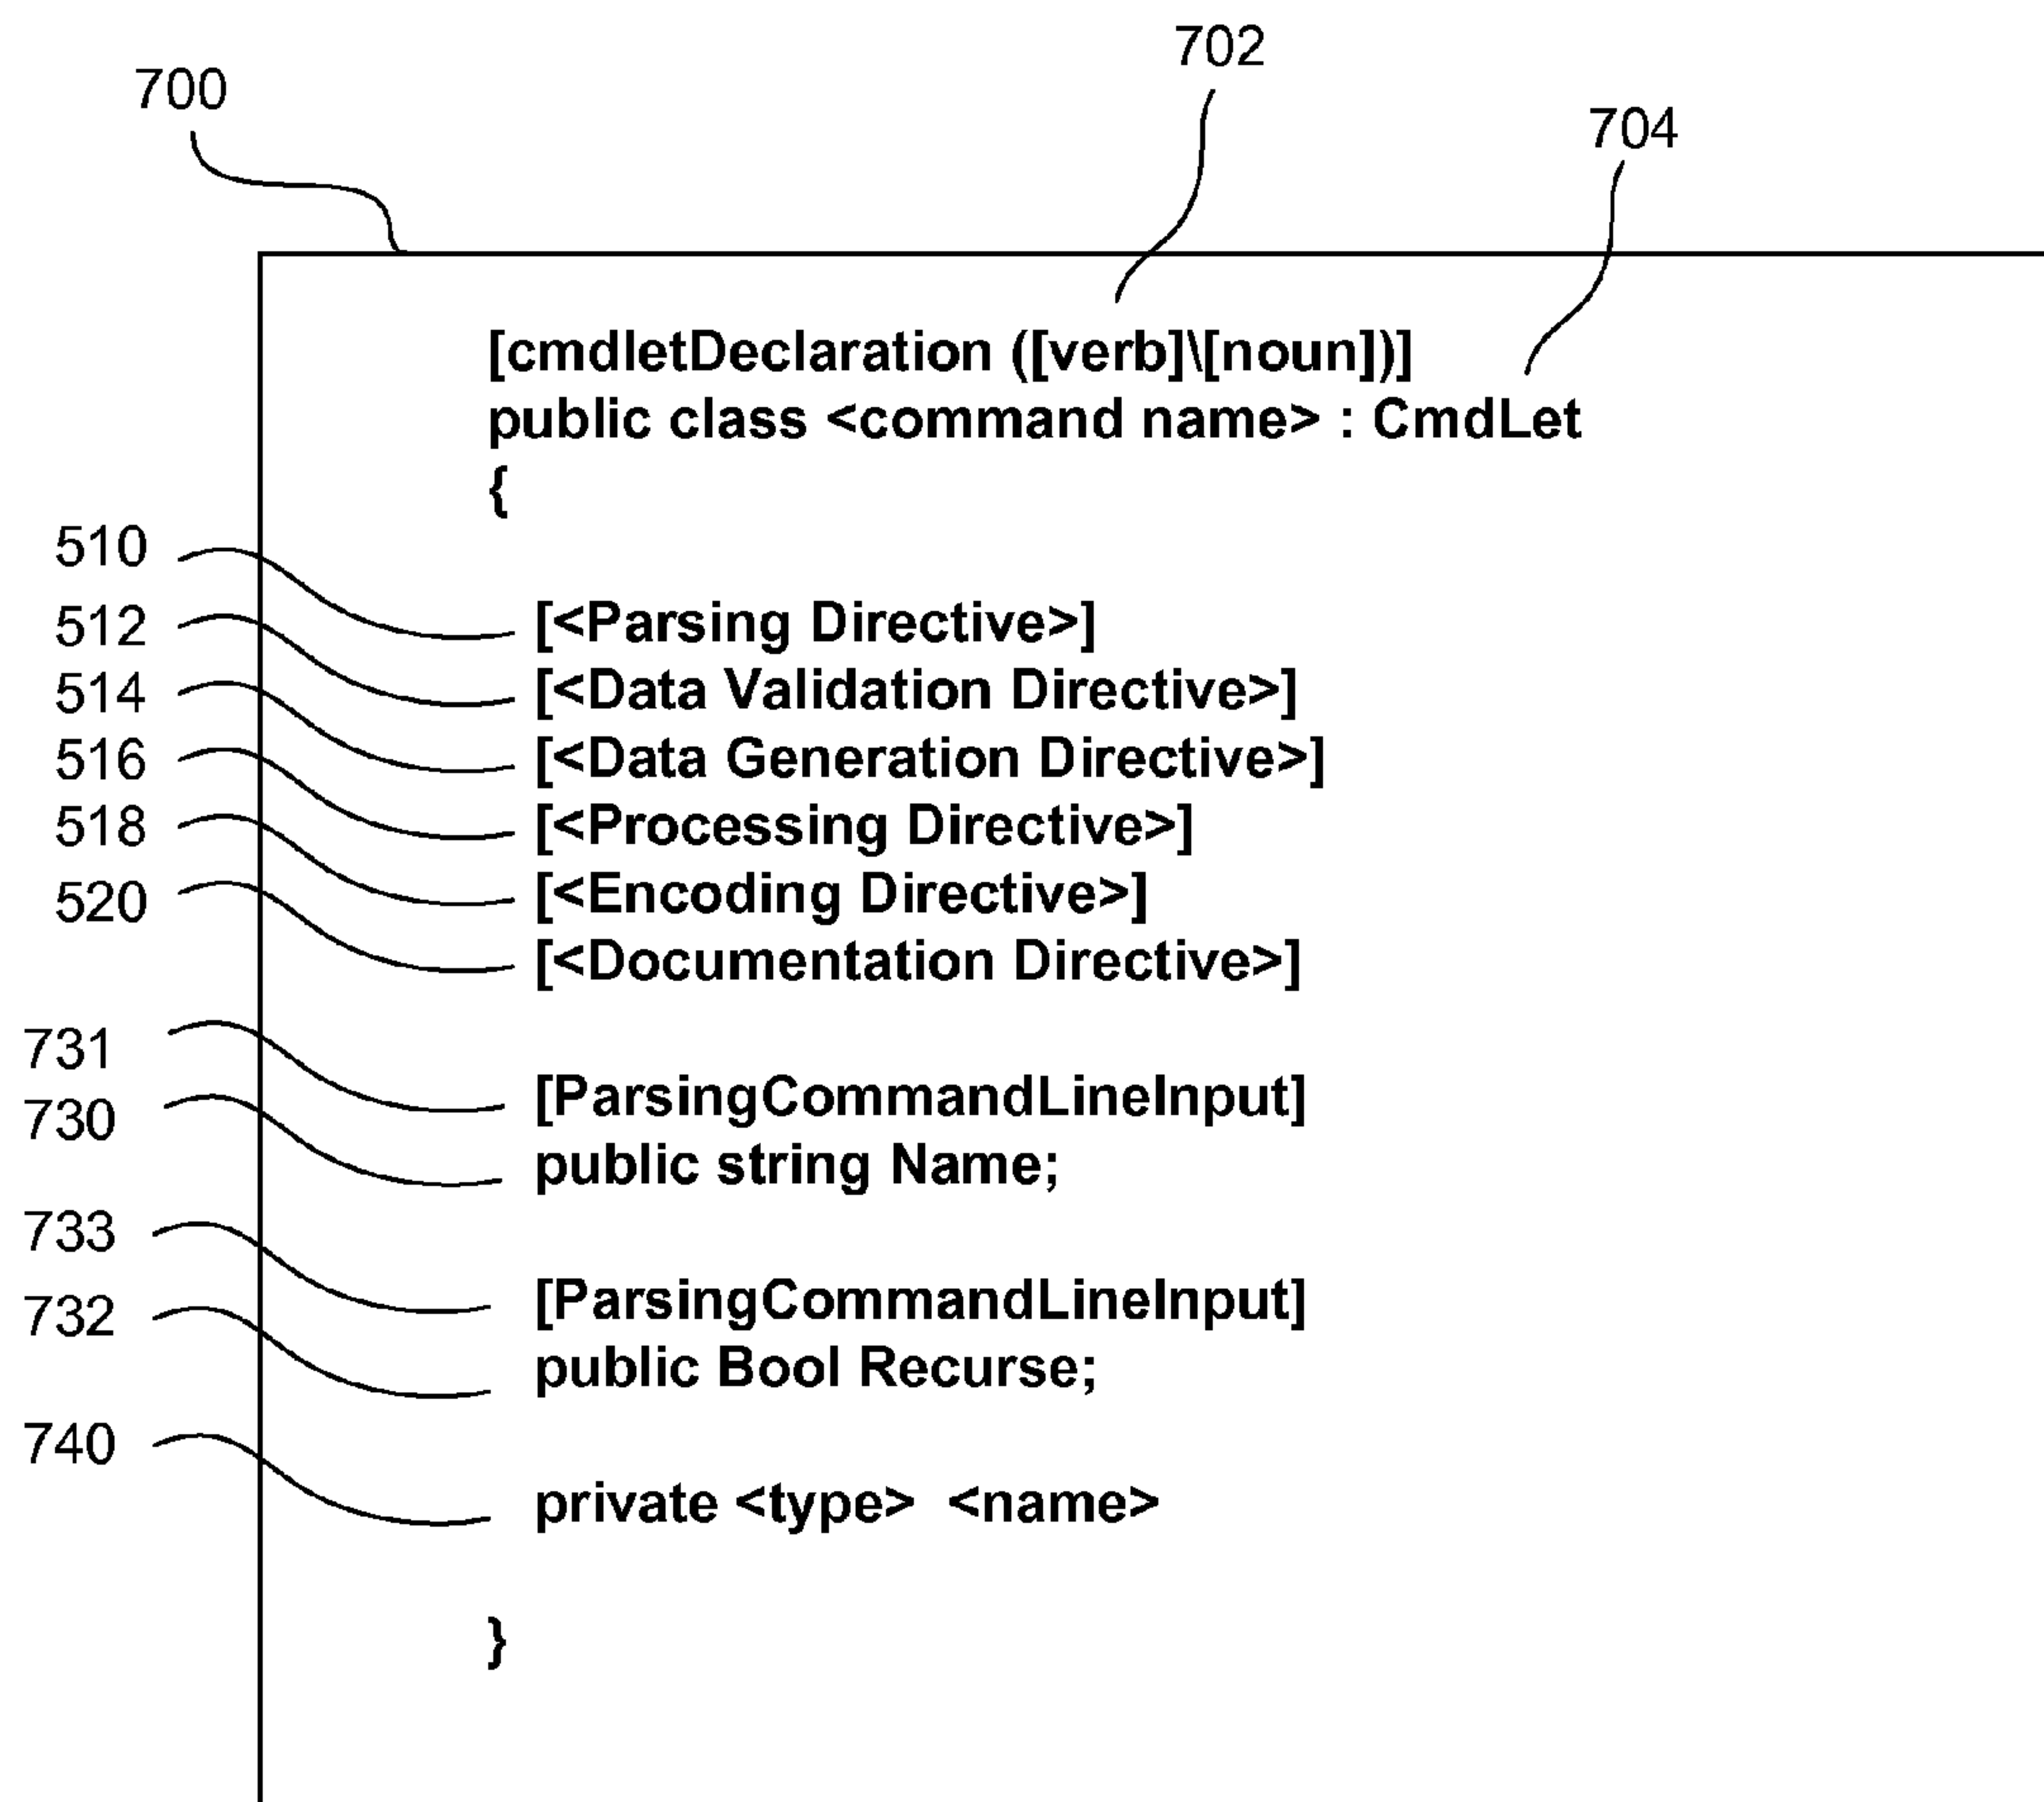 702
700
704
[cmdletDeclaration ([verb]\[noun])]
public class <command name> : CmdLet
{
510
[<Parsing Directive>]
512
[<Data Validation Directive>]
514
[<Data Generation Directive>]
516
[<Processing Directive>]
518
[<Encoding Directive>]
520
[<Documentation Directive>]
731
[ParsingCommandLineInput]
730
public string Name;
733
[ParsingCommandLineInput]
732
public Bool Recurse;
740
private <type> <name>
}